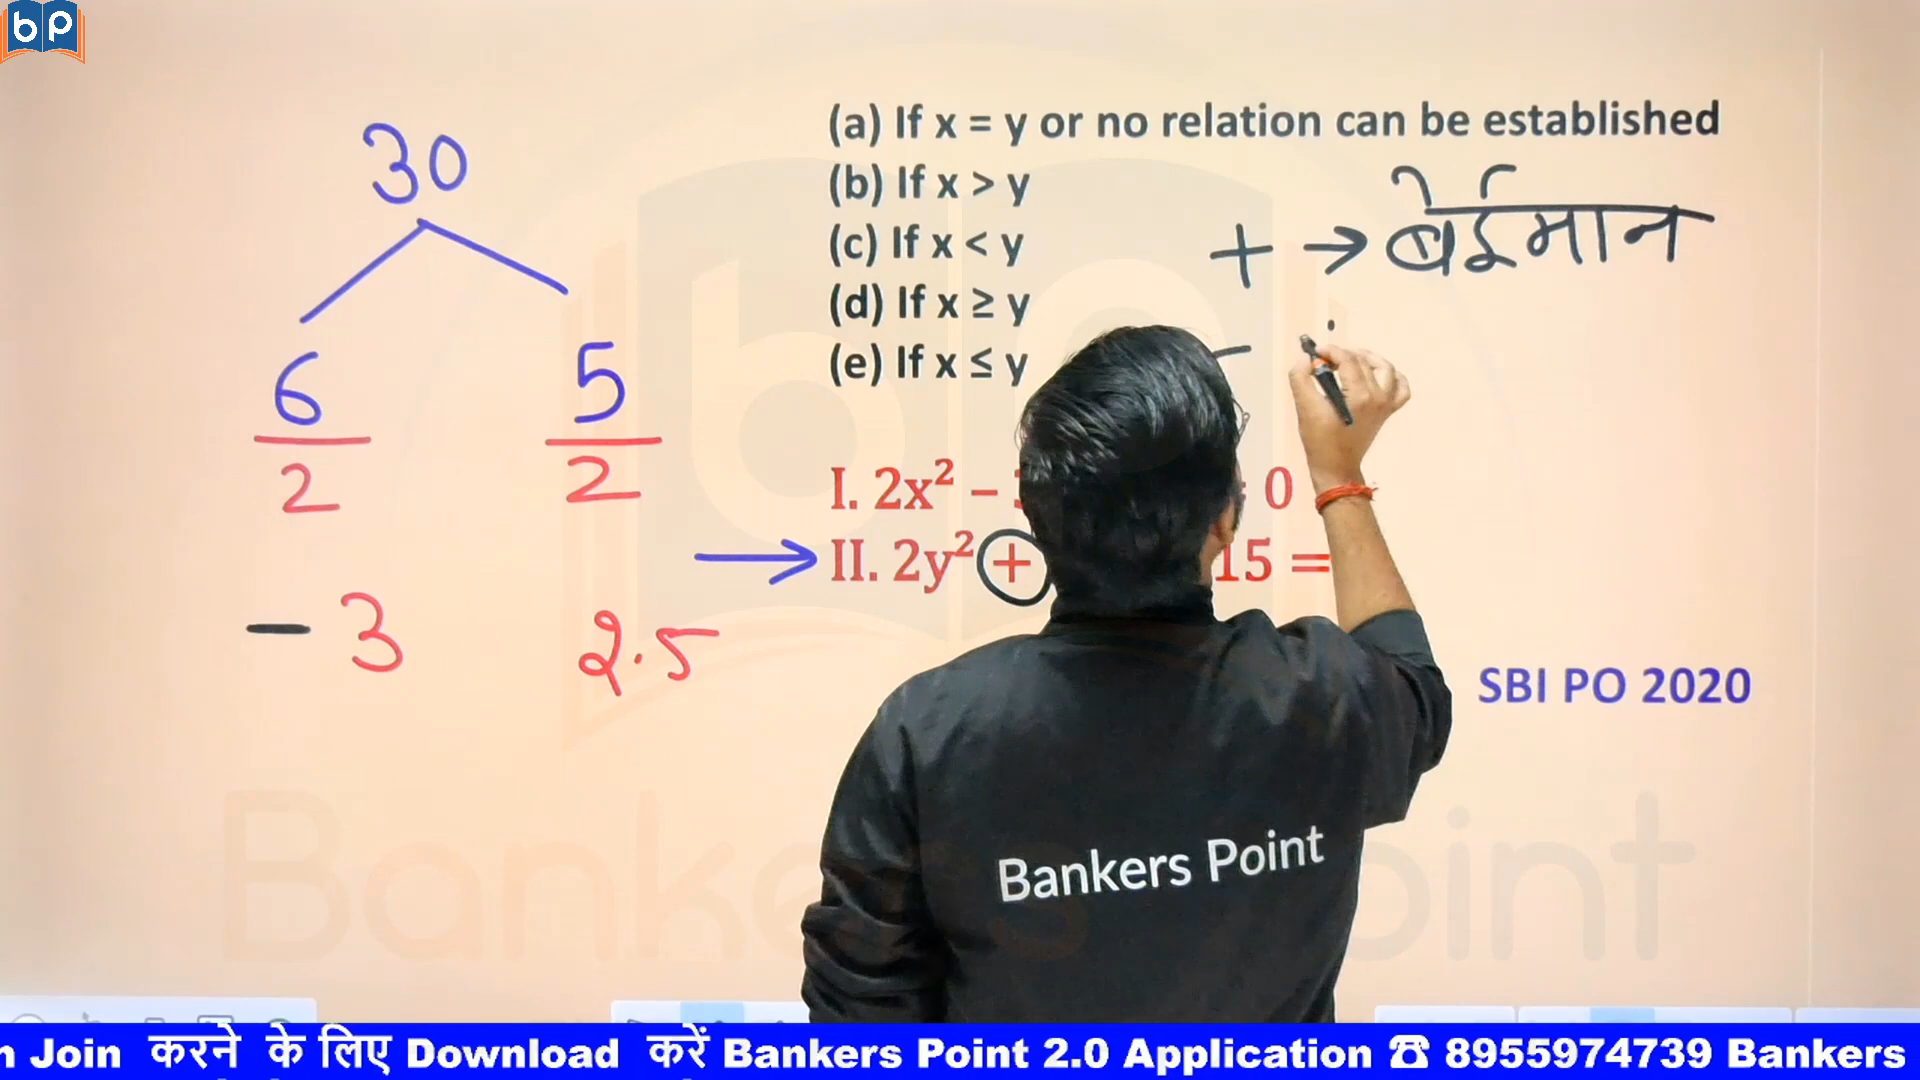 bp
30
6
2
5
2
- 3
2.5
(a) If x = y or no relation can be established
(b) If x > y
(c) If x < y
(d) If x ≥ y
(e) If x ≤ y
+ → बेईमान
–
I. 2x² – = 0
→ II. 2y² + 15 =
SBI PO 2020
Bankers Point
Bankers Point
Join करने के लिए Download करें Bankers Point 2.0 Application ☎ 8955974739 Bankers